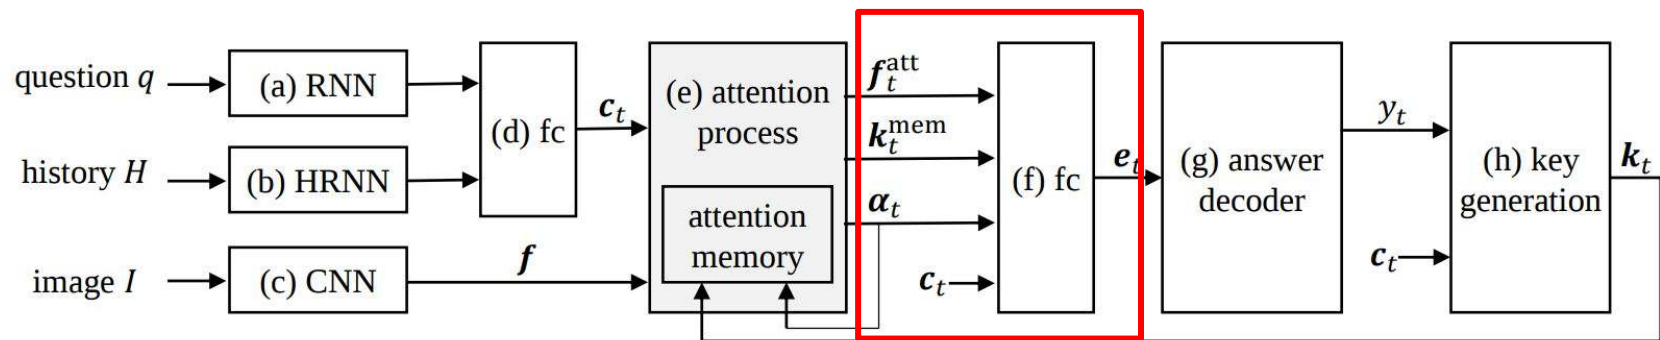 question q
history H
image I
(a) RNN
(b) HRNN
(c) CNN
(d) fc
c_t
f
(e) attention
process
attention
memory
f_t^att
k_t^mem
α_t
c_t
(f) fc
e_t
(g) answer
decoder
y_t
c_t
(h) key
generation
k_t